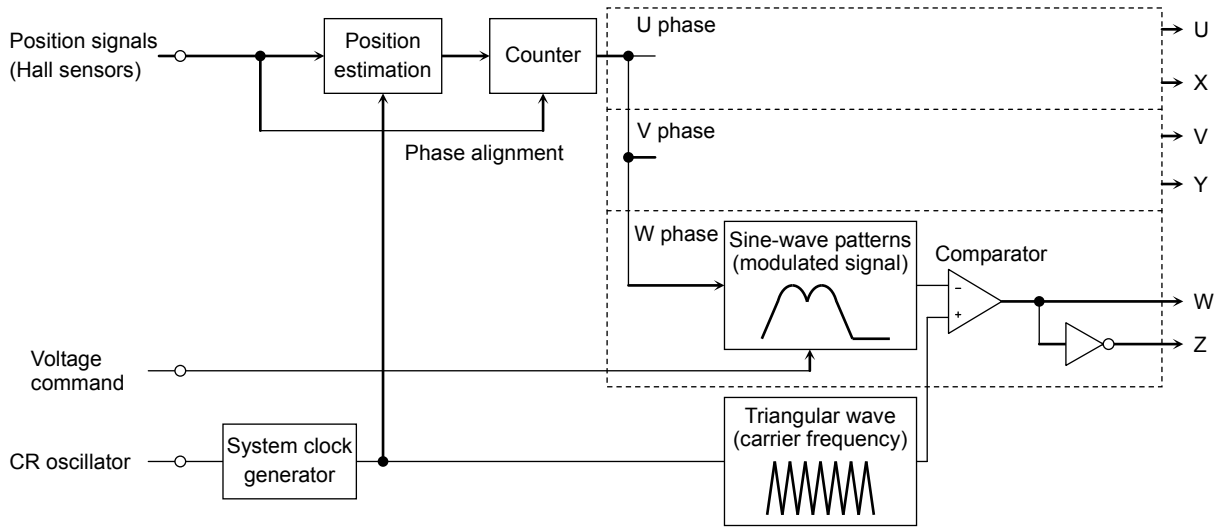 Position signals
(Hall sensors)
Position
estimation
Counter
Phase alignment
U phase
U
X
V phase
V
Y
W phase
Sine-wave patterns
(modulated signal)
Comparator
−
+
W
Z
Voltage
command
CR oscillator
System clock
generator
Triangular wave
(carrier frequency)